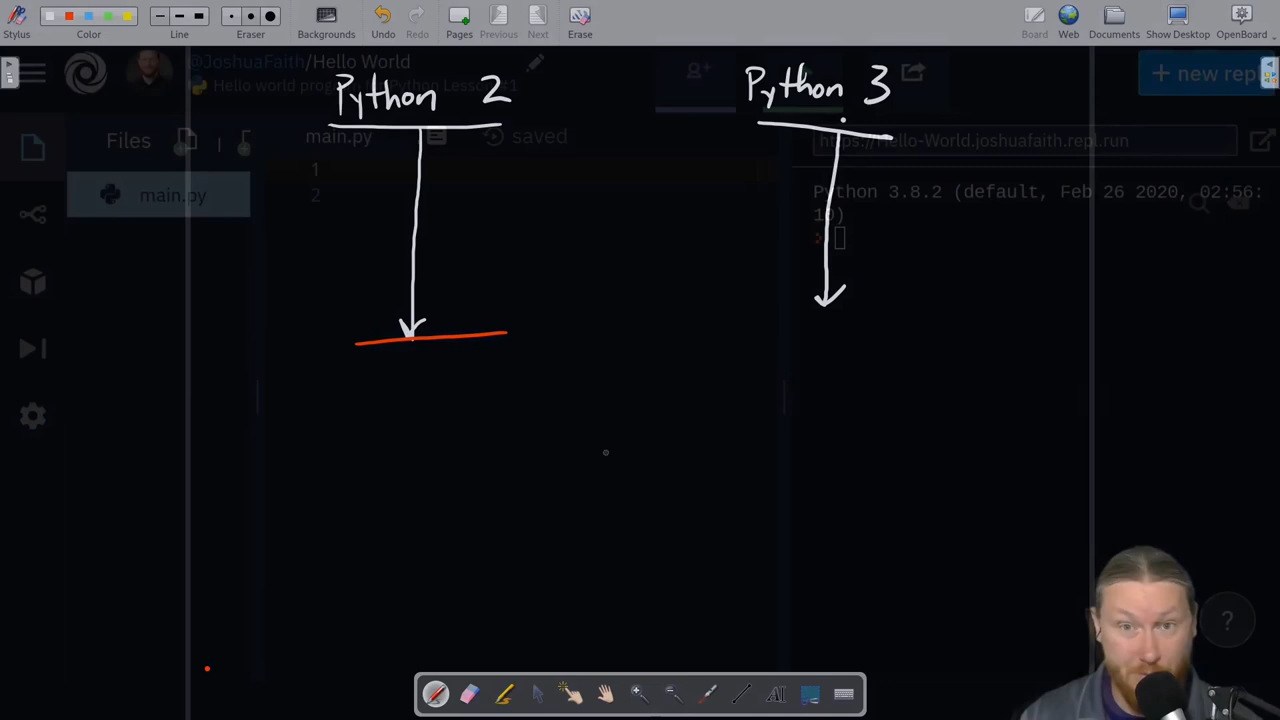 Stylus
Color
Line
Eraser
Backgrounds
Undo
Redo
Pages
Previous
Next
Erase
Board
Web
Documents
Show Desktop
OpenBoard
@JoshuaFaith/Hello World
+ new repl
Python 2
Python 3
Files
main.py
saved
https://Hello-World.joshuafaith.repl.run
main.py
1
2
Python 3.8.2 (default, Feb 26 2020, 02:56:
10)
?
AI